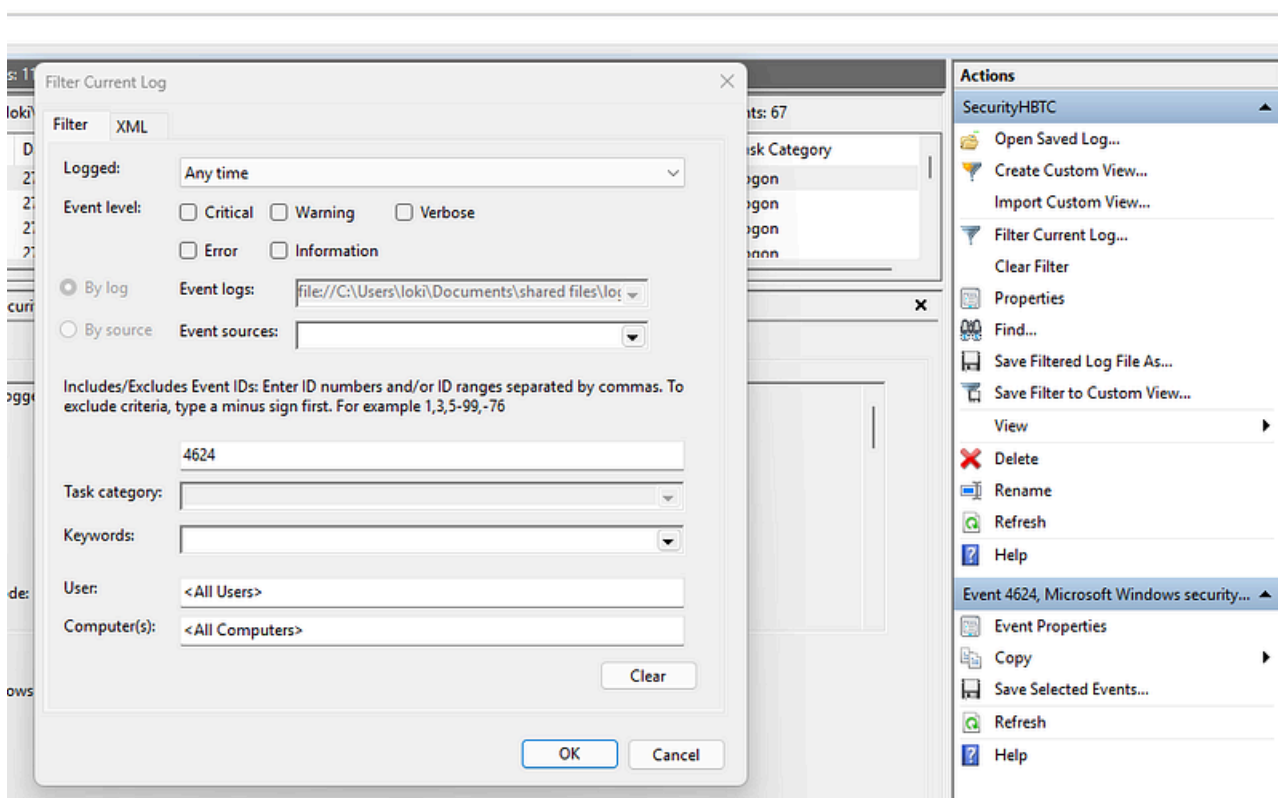 Filter Current Log
Filter XML
Logged: Any time
Event level: Critical Warning Verbose
Error Information
By log Event logs: file://C:\Users\loki\Documents\shared files\log
By source Event sources:
Includes/Excludes Event IDs: Enter ID numbers and/or ID ranges separated by commas. To
exclude criteria, type a minus sign first. For example 1,3,5-99,-76
4624
Task category:
Keywords:
User: <All Users>
Computer(s): <All Computers>
Clear
OK Cancel
nts: 67
sk Category
ogon
ogon
ogon
ogon
Actions
SecurityHBTC
Open Saved Log...
Create Custom View...
Import Custom View...
Filter Current Log...
Clear Filter
Properties
Find...
Save Filtered Log File As...
Save Filter to Custom View...
View
Delete
Rename
Refresh
Help
Event 4624, Microsoft Windows security...
Event Properties
Copy
Save Selected Events...
Refresh
Help